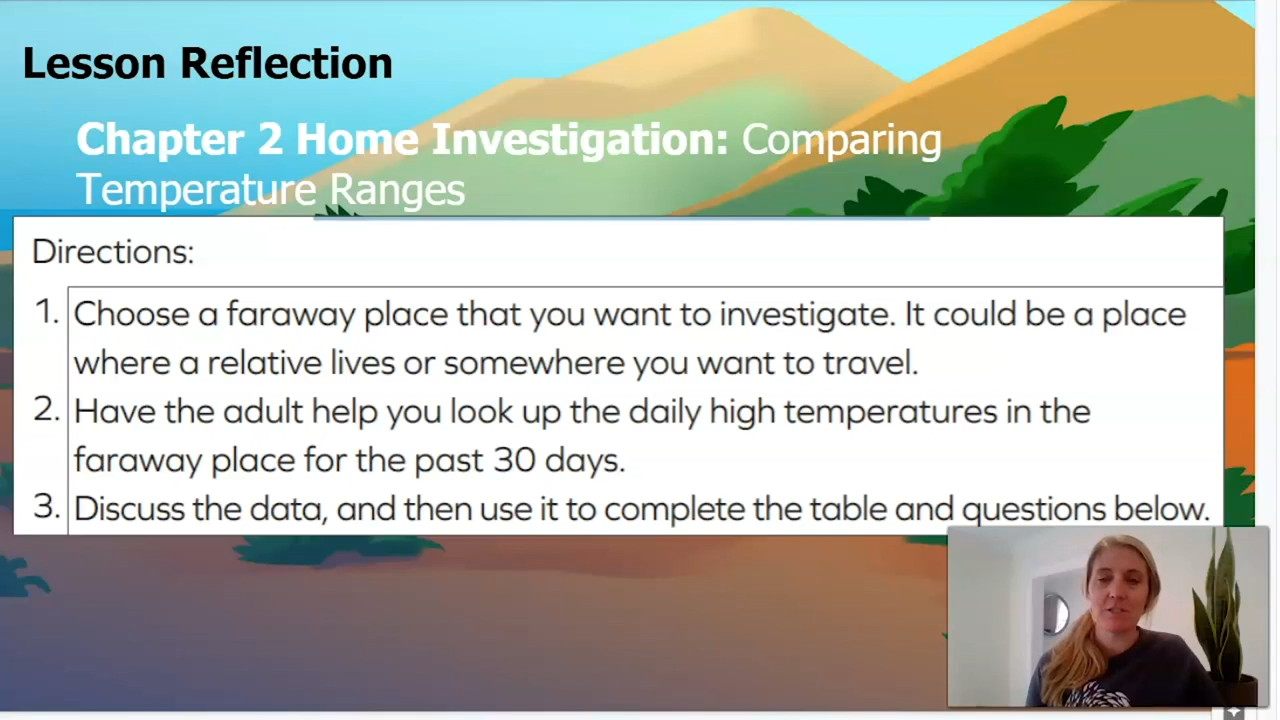 Lesson Reflection
Chapter 2 Home Investigation: Comparing
Temperature Ranges
Directions:
1. Choose a faraway place that you want to investigate. It could be a place
where a relative lives or somewhere you want to travel.
2. Have the adult help you look up the daily high temperatures in the
faraway place for the past 30 days.
3. Discuss the data, and then use it to complete the table and questions below.